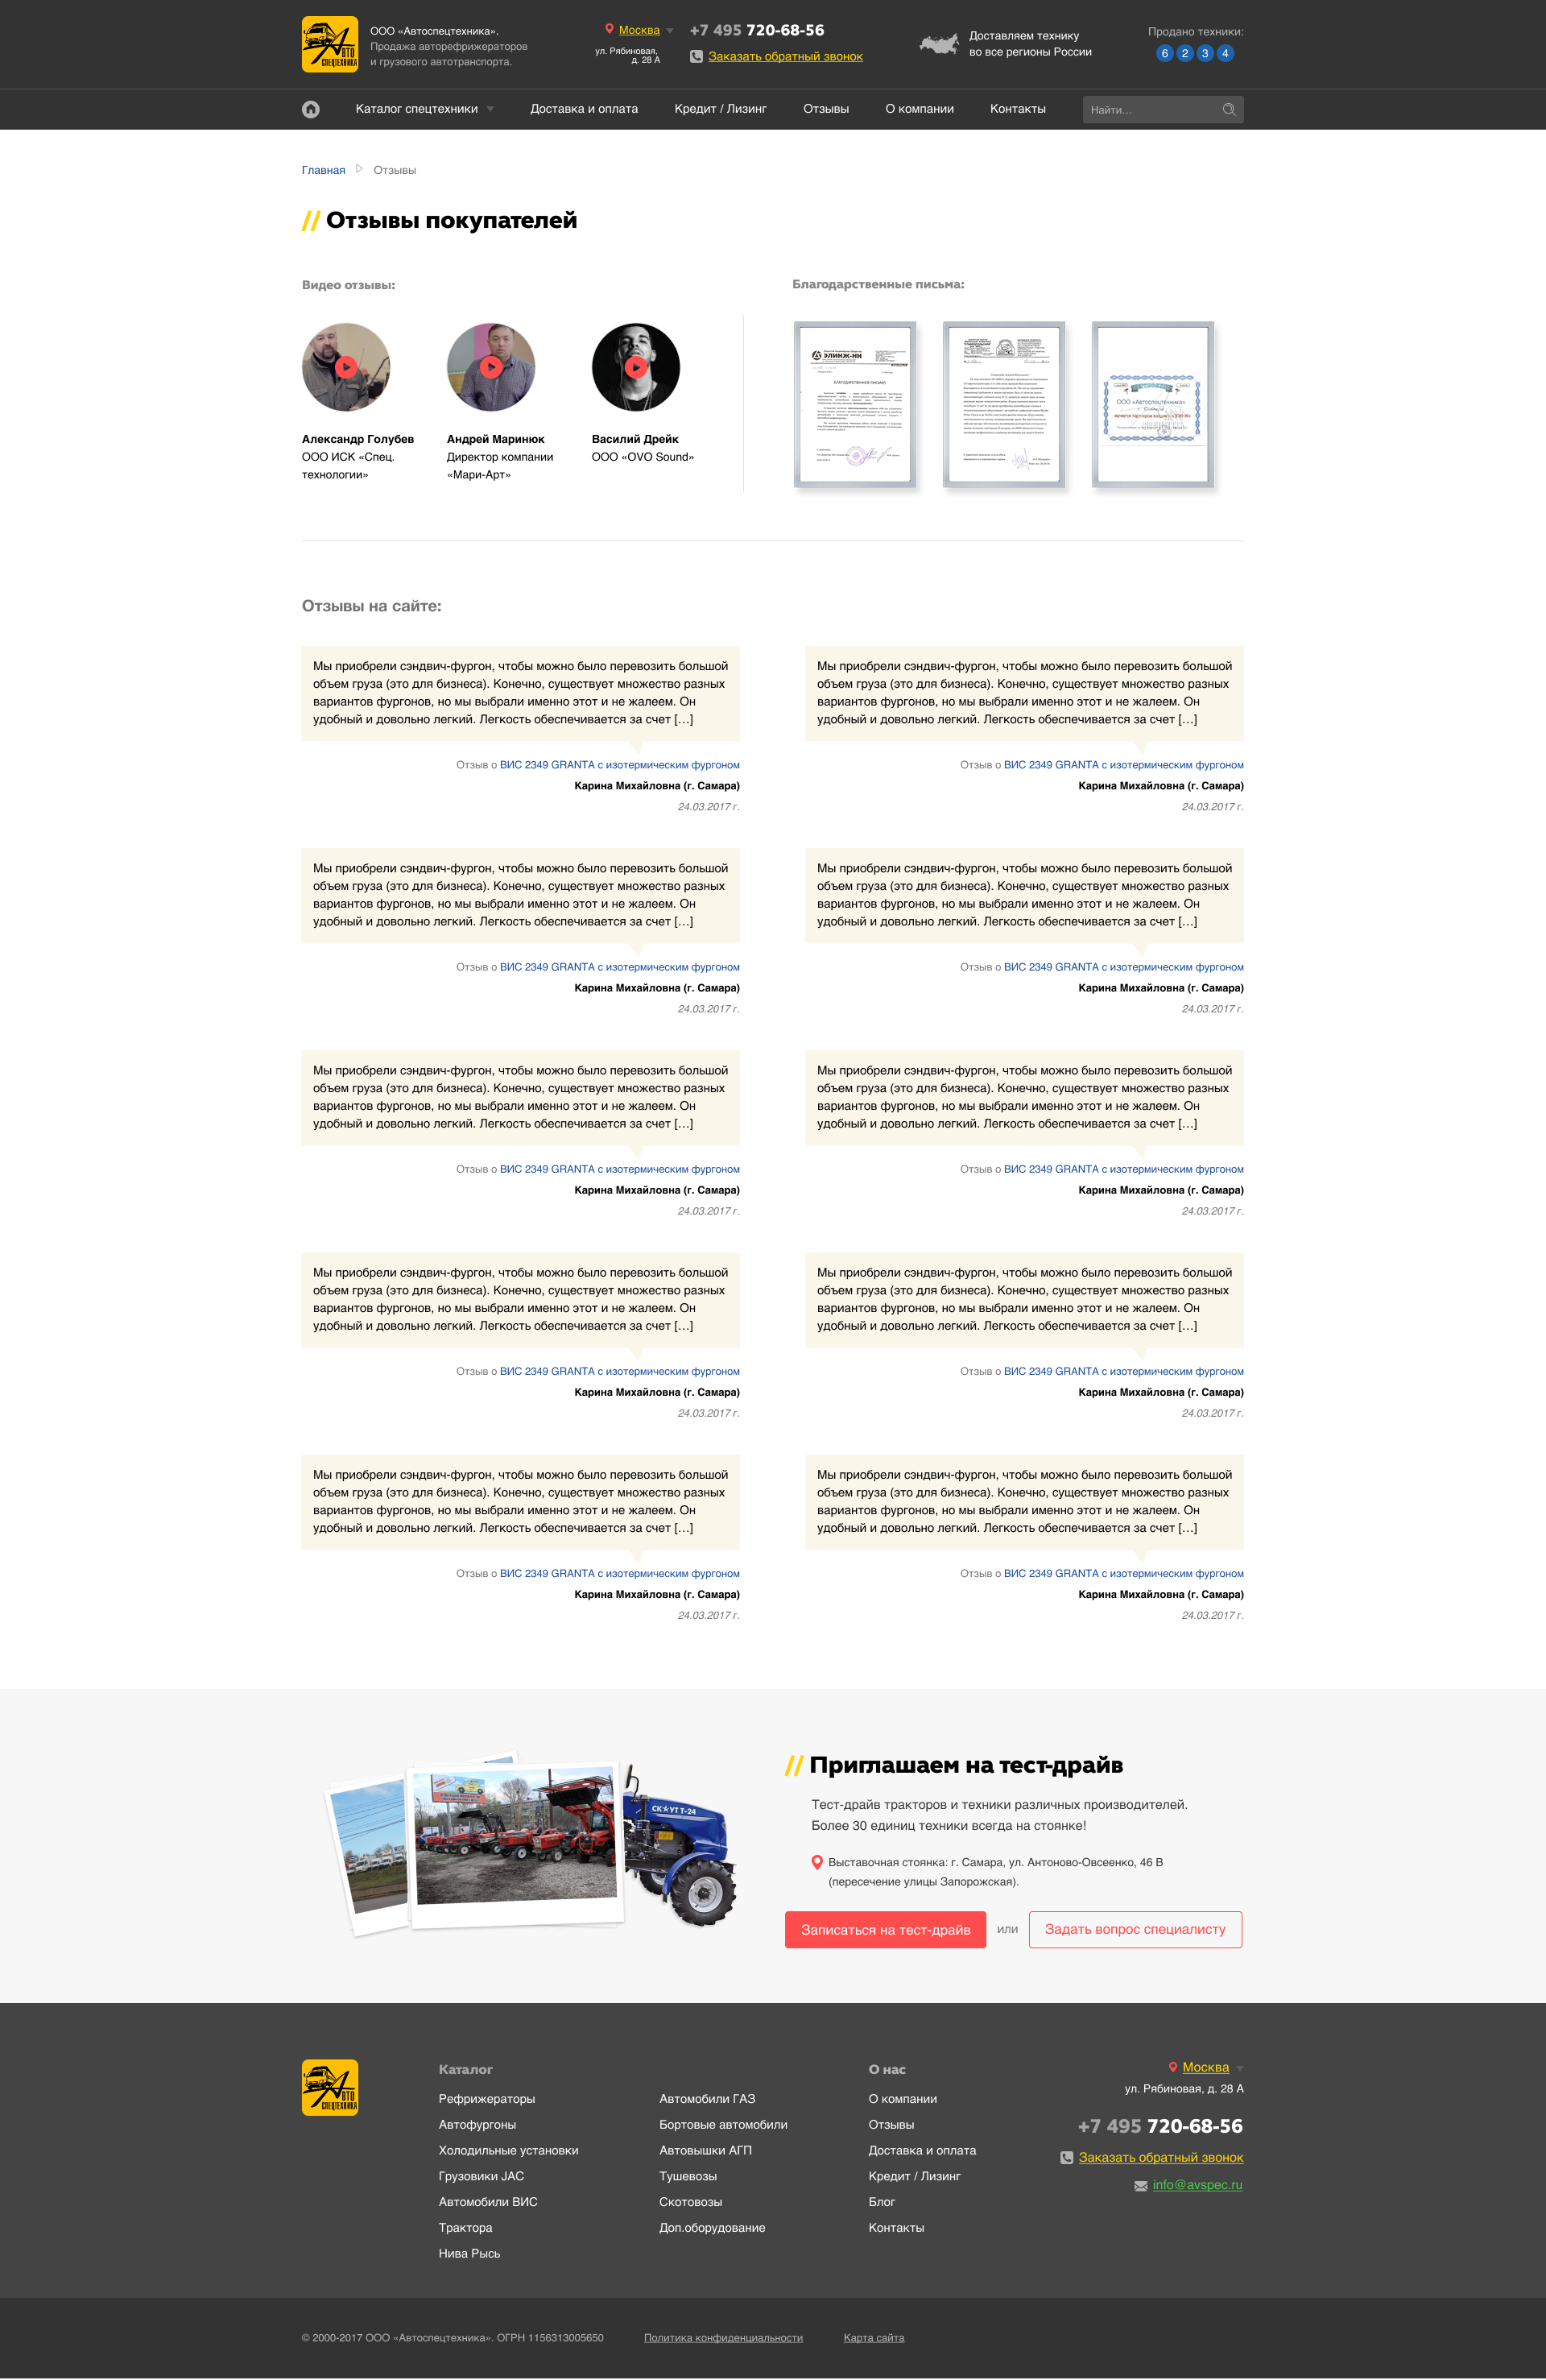 АВТО
СПЕЦТЕХНИКА
ООО «Автоспецтехника».
Продажа авторефрижераторов
и грузового автотранспорта.
Москва
ул. Рябиновая,
д. 28 А
+7 495 720-68-56
Заказать обратный звонок
Доставляем технику
во все регионы России
Продано техники:
6 2 3 4
Каталог спецтехники
Доставка и оплата
Кредит / Лизинг
Отзывы
О компании
Контакты
Найти...
Главная
Отзывы
// Отзывы покупателей
Видео отзывы:
Александр Голубев
ООО ИСК «Спец.
технологии»
Андрей Маринюк
Директор компании
«Мари-Арт»
Василий Дрейк
ООО «OVO Sound»
Благодарственные письма:
ЭЛИНЖ-НН
БЛАГОДАРСТВЕННОЕ ПИСЬМО
ООО «Автоспецтехника»
Отзывы на сайте:
Мы приобрели сэндвич-фургон, чтобы можно было перевозить большой
объем груза (это для бизнеса). Конечно, существует множество разных
вариантов фургонов, но мы выбрали именно этот и не жалеем. Он
удобный и довольно легкий. Легкость обеспечивается за счет [...]
Отзыв о ВИС 2349 GRANTA с изотермическим фургоном
Карина Михайловна (г. Самара)
24.03.2017 г.
Мы приобрели сэндвич-фургон, чтобы можно было перевозить большой
объем груза (это для бизнеса). Конечно, существует множество разных
вариантов фургонов, но мы выбрали именно этот и не жалеем. Он
удобный и довольно легкий. Легкость обеспечивается за счет [...]
Отзыв о ВИС 2349 GRANTA с изотермическим фургоном
Карина Михайловна (г. Самара)
24.03.2017 г.
Мы приобрели сэндвич-фургон, чтобы можно было перевозить большой
объем груза (это для бизнеса). Конечно, существует множество разных
вариантов фургонов, но мы выбрали именно этот и не жалеем. Он
удобный и довольно легкий. Легкость обеспечивается за счет [...]
Отзыв о ВИС 2349 GRANTA с изотермическим фургоном
Карина Михайловна (г. Самара)
24.03.2017 г.
Мы приобрели сэндвич-фургон, чтобы можно было перевозить большой
объем груза (это для бизнеса). Конечно, существует множество разных
вариантов фургонов, но мы выбрали именно этот и не жалеем. Он
удобный и довольно легкий. Легкость обеспечивается за счет [...]
Отзыв о ВИС 2349 GRANTA с изотермическим фургоном
Карина Михайловна (г. Самара)
24.03.2017 г.
Мы приобрели сэндвич-фургон, чтобы можно было перевозить большой
объем груза (это для бизнеса). Конечно, существует множество разных
вариантов фургонов, но мы выбрали именно этот и не жалеем. Он
удобный и довольно легкий. Легкость обеспечивается за счет [...]
Отзыв о ВИС 2349 GRANTA с изотермическим фургоном
Карина Михайловна (г. Самара)
24.03.2017 г.
Мы приобрели сэндвич-фургон, чтобы можно было перевозить большой
объем груза (это для бизнеса). Конечно, существует множество разных
вариантов фургонов, но мы выбрали именно этот и не жалеем. Он
удобный и довольно легкий. Легкость обеспечивается за счет [...]
Отзыв о ВИС 2349 GRANTA с изотермическим фургоном
Карина Михайловна (г. Самара)
24.03.2017 г.
Мы приобрели сэндвич-фургон, чтобы можно было перевозить большой
объем груза (это для бизнеса). Конечно, существует множество разных
вариантов фургонов, но мы выбрали именно этот и не жалеем. Он
удобный и довольно легкий. Легкость обеспечивается за счет [...]
Отзыв о ВИС 2349 GRANTA с изотермическим фургоном
Карина Михайловна (г. Самара)
24.03.2017 г.
Мы приобрели сэндвич-фургон, чтобы можно было перевозить большой
объем груза (это для бизнеса). Конечно, существует множество разных
вариантов фургонов, но мы выбрали именно этот и не жалеем. Он
удобный и довольно легкий. Легкость обеспечивается за счет [...]
Отзыв о ВИС 2349 GRANTA с изотермическим фургоном
Карина Михайловна (г. Самара)
24.03.2017 г.
Мы приобрели сэндвич-фургон, чтобы можно было перевозить большой
объем груза (это для бизнеса). Конечно, существует множество разных
вариантов фургонов, но мы выбрали именно этот и не жалеем. Он
удобный и довольно легкий. Легкость обеспечивается за счет [...]
Отзыв о ВИС 2349 GRANTA с изотермическим фургоном
Карина Михайловна (г. Самара)
24.03.2017 г.
Мы приобрели сэндвич-фургон, чтобы можно было перевозить большой
объем груза (это для бизнеса). Конечно, существует множество разных
вариантов фургонов, но мы выбрали именно этот и не жалеем. Он
удобный и довольно легкий. Легкость обеспечивается за счет [...]
Отзыв о ВИС 2349 GRANTA с изотермическим фургоном
Карина Михайловна (г. Самара)
24.03.2017 г.
СК★УТ Т-24
// Приглашаем на тест-драйв
Тест-драйв тракторов и техники различных производителей.
Более 30 единиц техники всегда на стоянке!
Выставочная стоянка: г. Самара, ул. Антоново-Овсеенко, 46 В
(пересечение улицы Запорожская).
Записаться на тест-драйв
или
Задать вопрос специалисту
АВТО
СПЕЦТЕХНИКА
Каталог
Рефрижераторы
Автофургоны
Холодильные установки
Грузовики JAC
Автомобили ВИС
Трактора
Нива Рысь
Автомобили ГАЗ
Бортовые автомобили
Автовышки АГП
Тушевозы
Скотовозы
Доп.оборудование
О нас
О компании
Отзывы
Доставка и оплата
Кредит / Лизинг
Блог
Контакты
Москва
ул. Рябиновая, д. 28 А
+7 495 720-68-56
Заказать обратный звонок
info@avspec.ru
© 2000-2017 ООО «Автоспецтехника». ОГРН 1156313005650
Политика конфиденциальности
Карта сайта